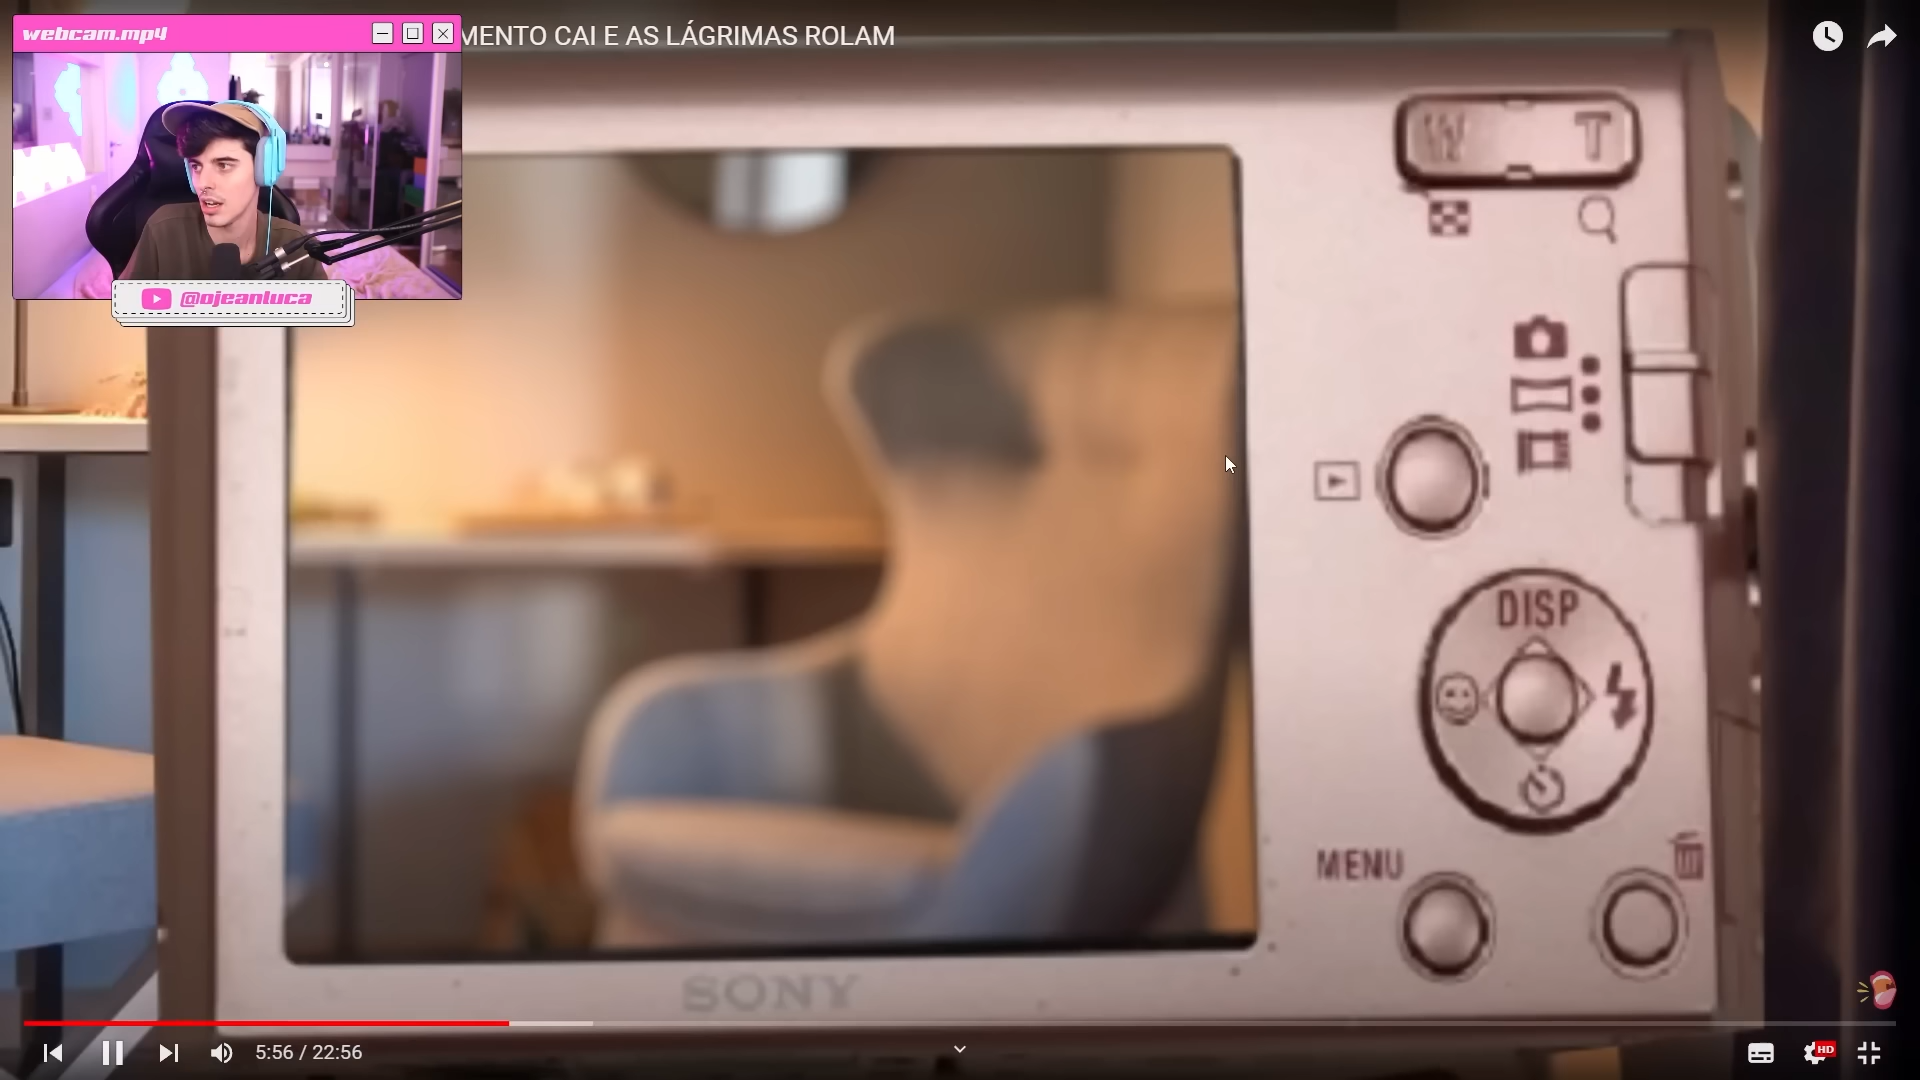 webcam.mp4
MENTO CAI E AS LÁGRIMAS ROLAM
@ojeanluca
W T
DISP
MENU
SONY
5:56 / 22:56
HD